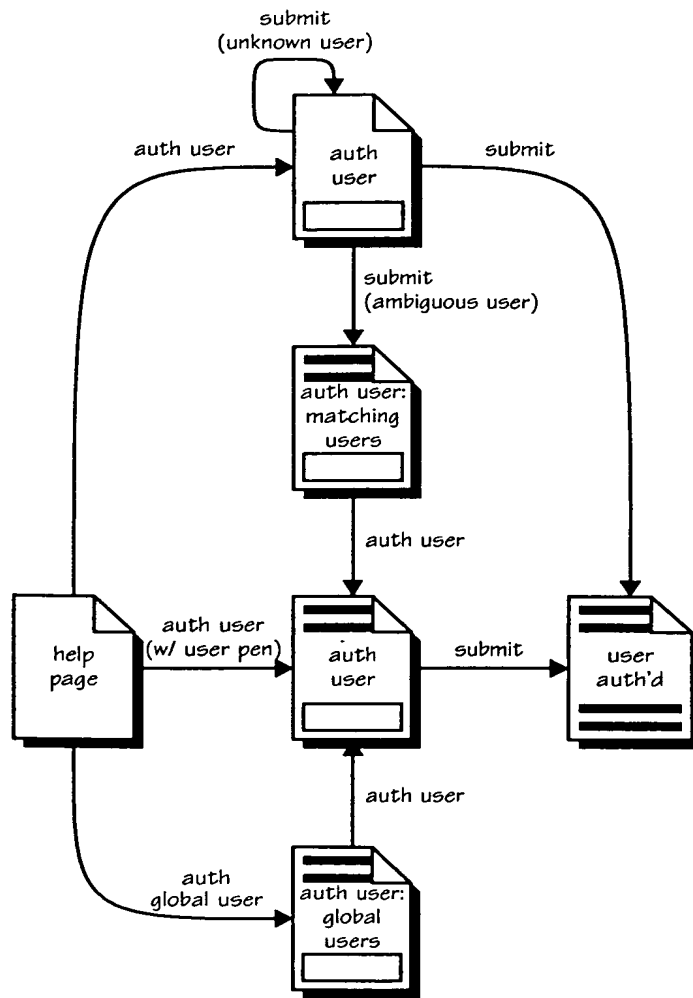 submit
(unknown user)
auth user
auth
user
submit
submit
(ambiguous user)
auth user:
matching
users
auth user
help
page
auth user
(w/ user pen)
auth
user
submit
user
auth'd
auth user
auth
global user
auth user:
global
users